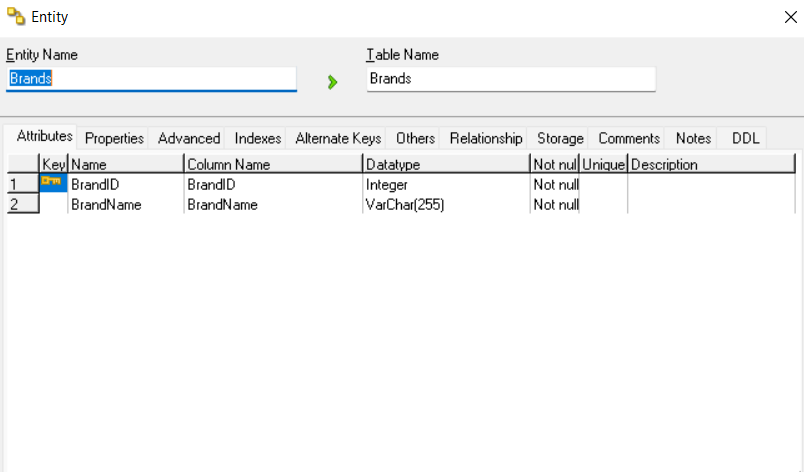 Entity
Entity Name
Table Name
Brands
Brands
Attributes Properties Advanced Indexes Alternate Keys Others Relationship Storage Comments Notes DDL
Key Name Column Name Datatype Not nul Unique Description
1 BrandID BrandID Integer Not null
2 BrandName BrandName VarChar(255) Not null